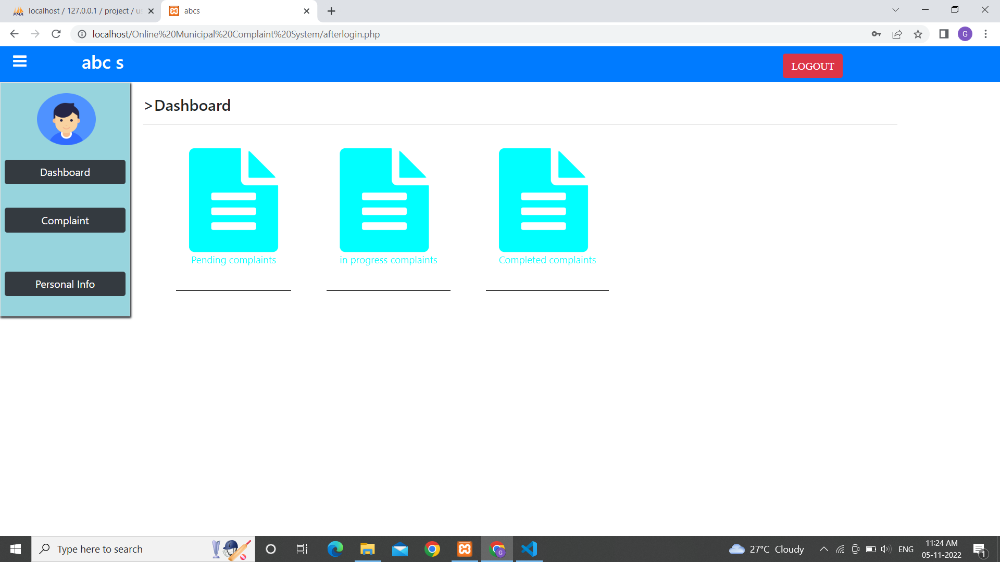 localhost / 127.0.0.1 / project / us
abcs
localhost/Online%20Municipal%20Complaint%20System/afterlogin.php
G
abc s
LOGOUT
>Dashboard
Dashboard
Complaint
Personal Info
Pending complaints
in progress complaints
Completed complaints
Type here to search
27°C Cloudy
ENG
11:24 AM
05-11-2022
1